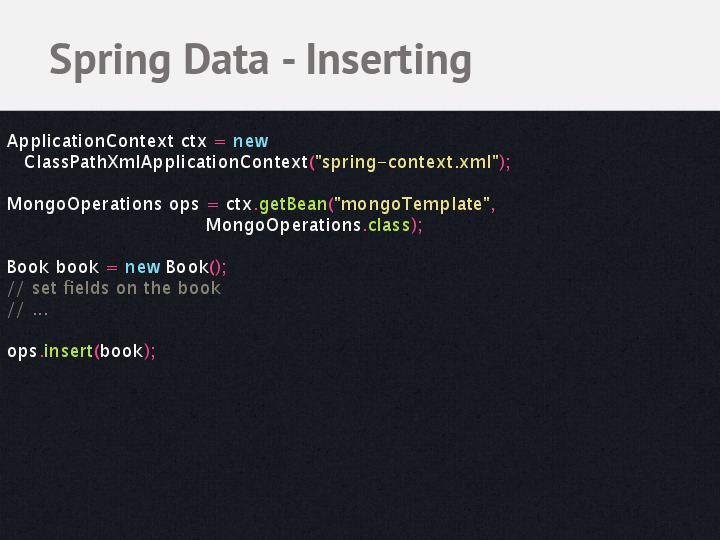 Spring Data - Inserting
ApplicationContext ctx = new
ClassPathXmlApplicationContext("spring-context.xml");
MongoOperations ops = ctx.getBean("mongoTemplate",
MongoOperations.class);
Book book = new Book();
// set fields on the book
// ...
ops.insert(book);